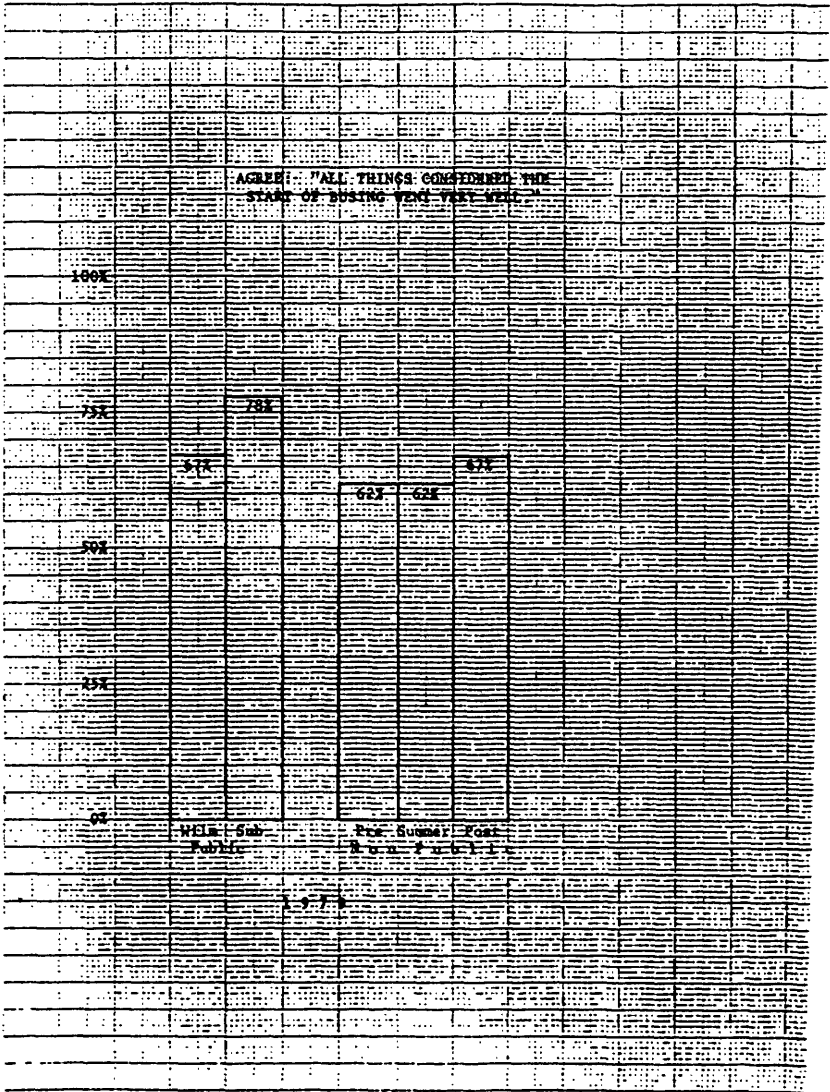 AGREE:- "ALL THINGS CONSIDERED THE
START OF BUSING WENT VERY WELL."
100%
75%
78%
67%
67%
62% 62%
50%
25%
0%
Wilm Sub Pre Summer Post
Public Non Public